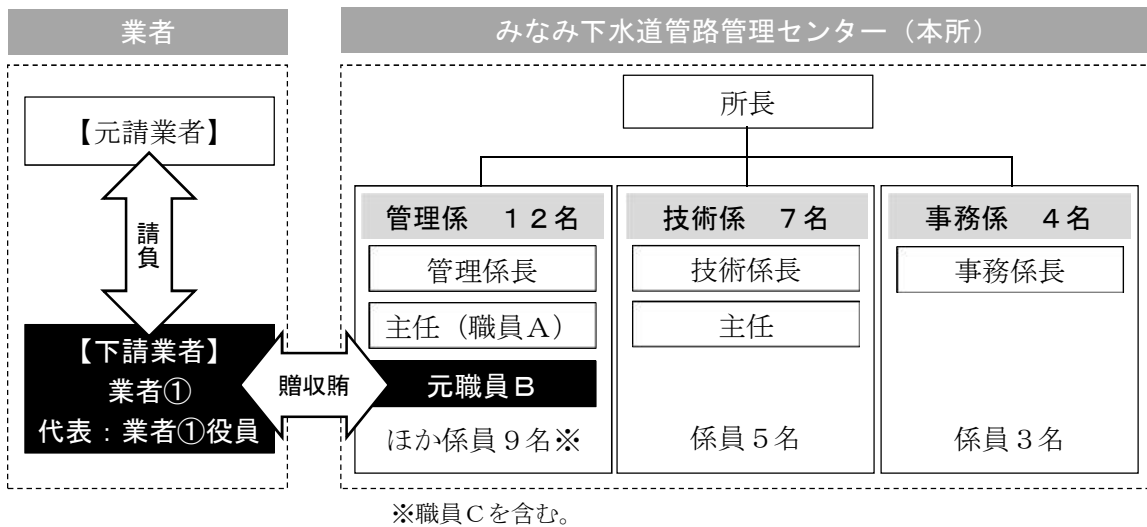 業者
【元請業者】
請負
【下請業者】
業者①
代表：業者①役員
贈収賄
みなみ下水道管路管理センター（本所）
所長
管理係　１２名
管理係長
主任（職員Ａ）
元職員Ｂ
ほか係員９名※
技術係　７名
技術係長
主任
係員５名
事務係　４名
事務係長
係員３名
※職員Ｃを含む。